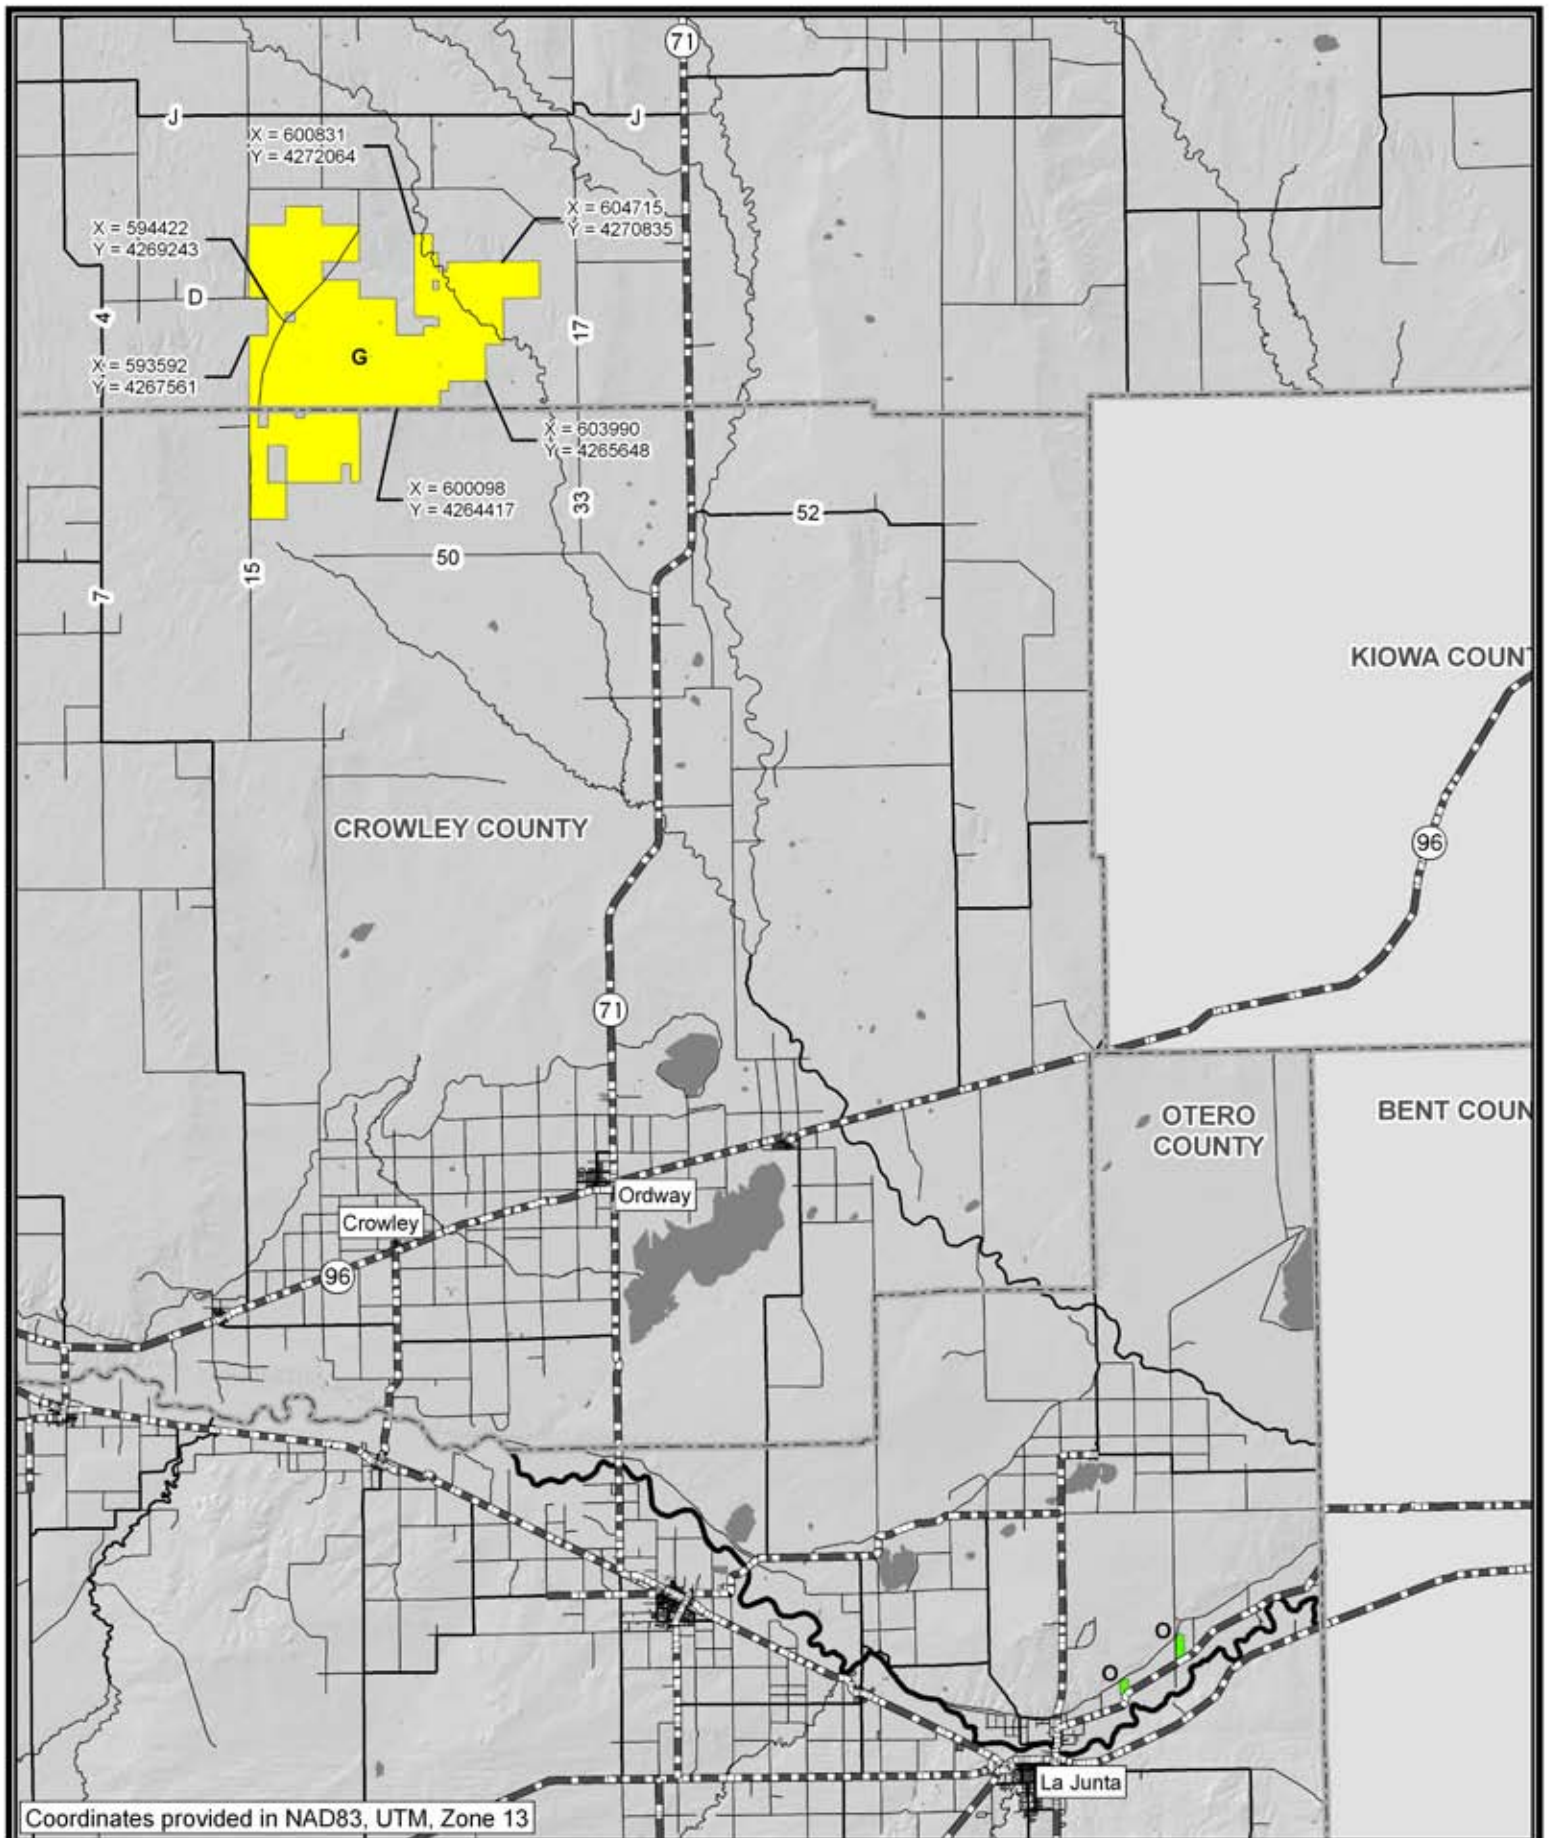 71
J
J
X = 600831
Y = 4272064
X = 604715
Y = 4270835
X = 594422
Y = 4269243
D
4
17
G
X = 593592
Y = 4267561
X = 603990
Y = 4265648
X = 600098
Y = 4264417
33
52
50
15
7
KIOWA COUNT
CROWLEY COUNTY
96
71
OTERO
COUNTY
BENT COUN
Ordway
Crowley
96
O
O
La Junta
Coordinates provided in NAD83, UTM, Zone 13